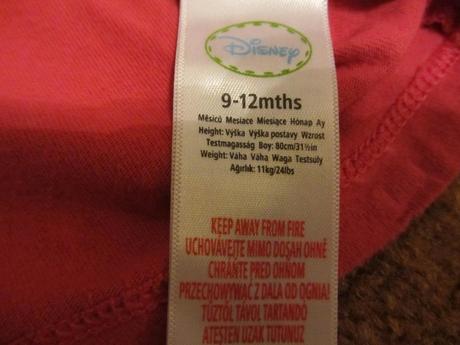 Disney
9-12mths
Měsíců Mesiace Miesiące Hónap Ay
Height: Výška Výška postavy Wzrost
Testmagasság Boy: 80cm/31½in
Weight: Váha Váha Waga Testsúly
Ağırlık: 11kg/24lbs
KEEP AWAY FROM FIRE
UCHOVÁVEJTE MIMO DOSAH OHNĚ
CHRÁŇTE PRED OHŇOM
PRZECHOWYWAĆ Z DALA OD OGNIA!
TŰZTŐL TÁVOL TARTANDÓ
ATEŞTEN UZAK TUTUNUZ